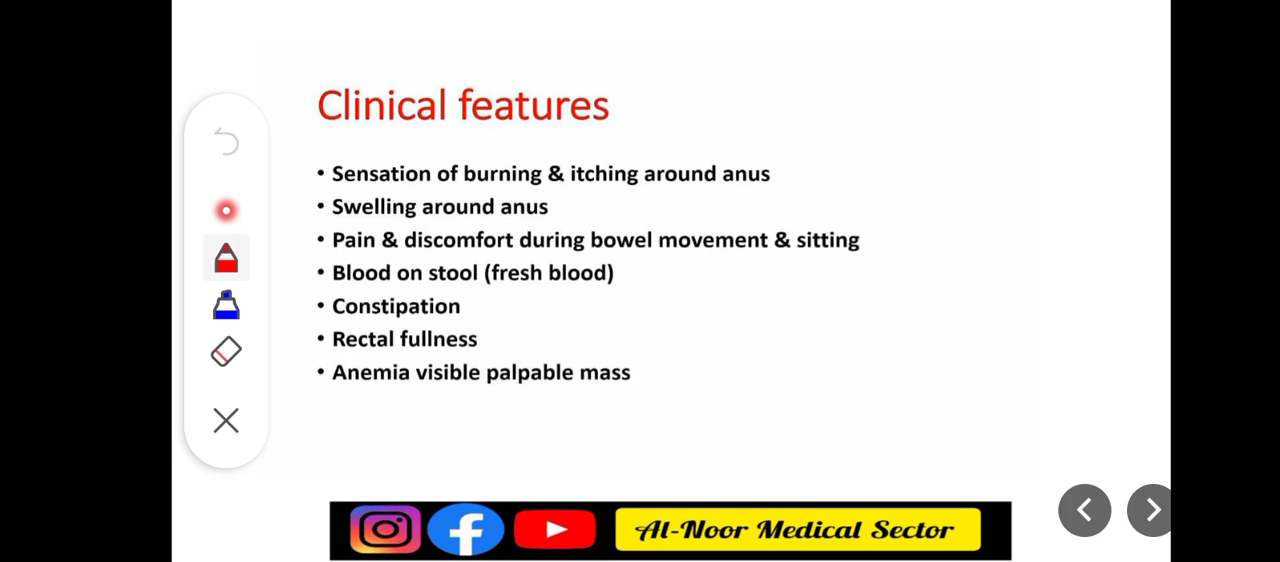 Clinical features
• Sensation of burning & itching around anus
• Swelling around anus
• Pain & discomfort during bowel movement & sitting
• Blood on stool (fresh blood)
• Constipation
• Rectal fullness
• Anemia visible palpable mass
Al-Noor Medical Sector